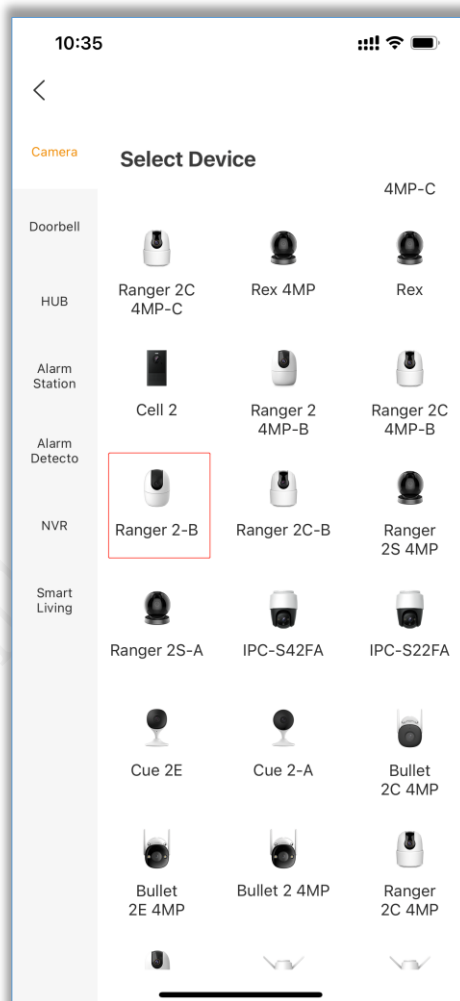 10:35
Camera
Select Device
4MP-C
Doorbell
Ranger 2C
4MP-C
Rex 4MP
Rex
HUB
Alarm
Station
Cell 2
Ranger 2
4MP-B
Ranger 2C
4MP-B
Alarm
Detecto
NVR
Ranger 2-B
Ranger 2C-B
Ranger
2S 4MP
Smart
Living
Ranger 2S-A
IPC-S42FA
IPC-S22FA
Cue 2E
Cue 2-A
Bullet
2C 4MP
Bullet
2E 4MP
Bullet 2 4MP
Ranger
2C 4MP